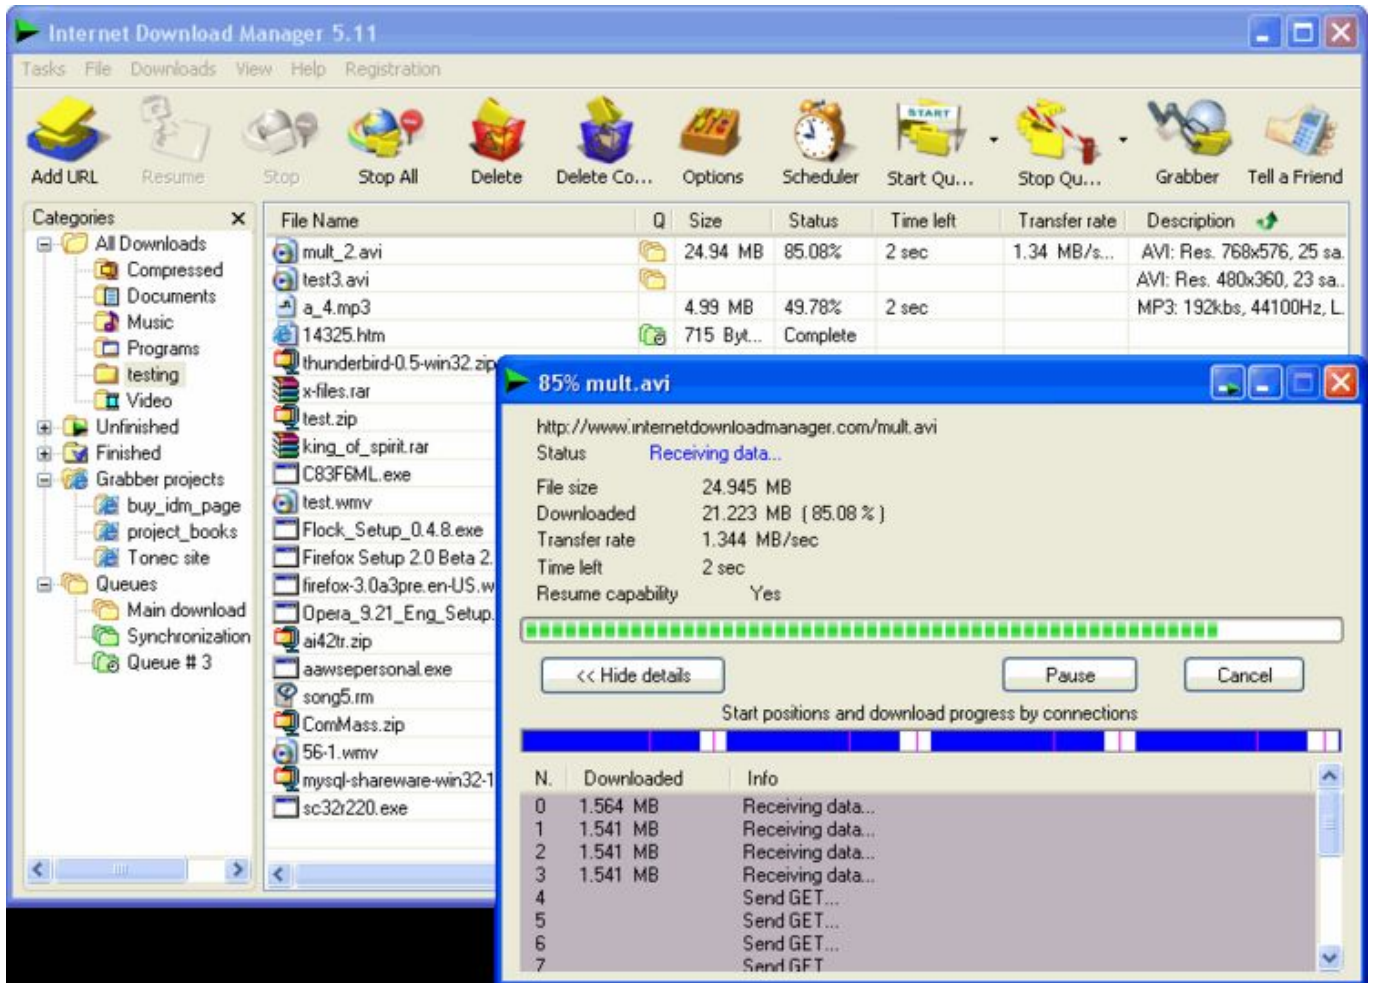 Internet Download Manager 5.11
Tasks File Downloads View Help Registration
Add URL Resume Stop Stop All Delete Delete Co... Options Scheduler Start Qu... Stop Qu... Grabber Tell a Friend
START
Categories
All Downloads
Compressed
Documents
Music
Programs
testing
Video
Unfinished
Finished
Grabber projects
buy_idm_page
project_books
Tonec site
Queues
Main download
Synchronization
Queue # 3
File Name Q Size Status Time left Transfer rate Description
mult_2.avi 24.94 MB 85.08% 2 sec 1.34 MB/s... AVI: Res. 768x576, 25 sa.
test3.avi AVI: Res. 480x360, 23 sa..
a_4.mp3 4.99 MB 49.78% 2 sec MP3: 192kbs, 44100Hz, L.
14325.htm 715 Byt... Complete
thunderbird-0.5-win32.zip
x-files.rar
test.zip
king_of_spirit.rar
C83F6ML.exe
test.wmv
Flock_Setup_0.4.8.exe
Firefox Setup 2.0 Beta 2.
firefox-3.0a3pre.en-US.w
Opera_9.21_Eng_Setup.
ai42tr.zip
aawsepersonal.exe
song5.rm
ComMass.zip
56-1.wmv
mysql-shareware-win32-1
sc32r220.exe
85% mult.avi
http://www.internetdownloadmanager.com/mult.avi
Status Receiving data...
File size 24.945 MB
Downloaded 21.223 MB ( 85.08 % )
Transfer rate 1.344 MB/sec
Time left 2 sec
Resume capability Yes
<< Hide details Pause Cancel
Start positions and download progress by connections
N. Downloaded Info
0 1.564 MB Receiving data...
1 1.541 MB Receiving data...
2 1.541 MB Receiving data...
3 1.541 MB Receiving data...
4 Send GET...
5 Send GET...
6 Send GET...
7 Send GET